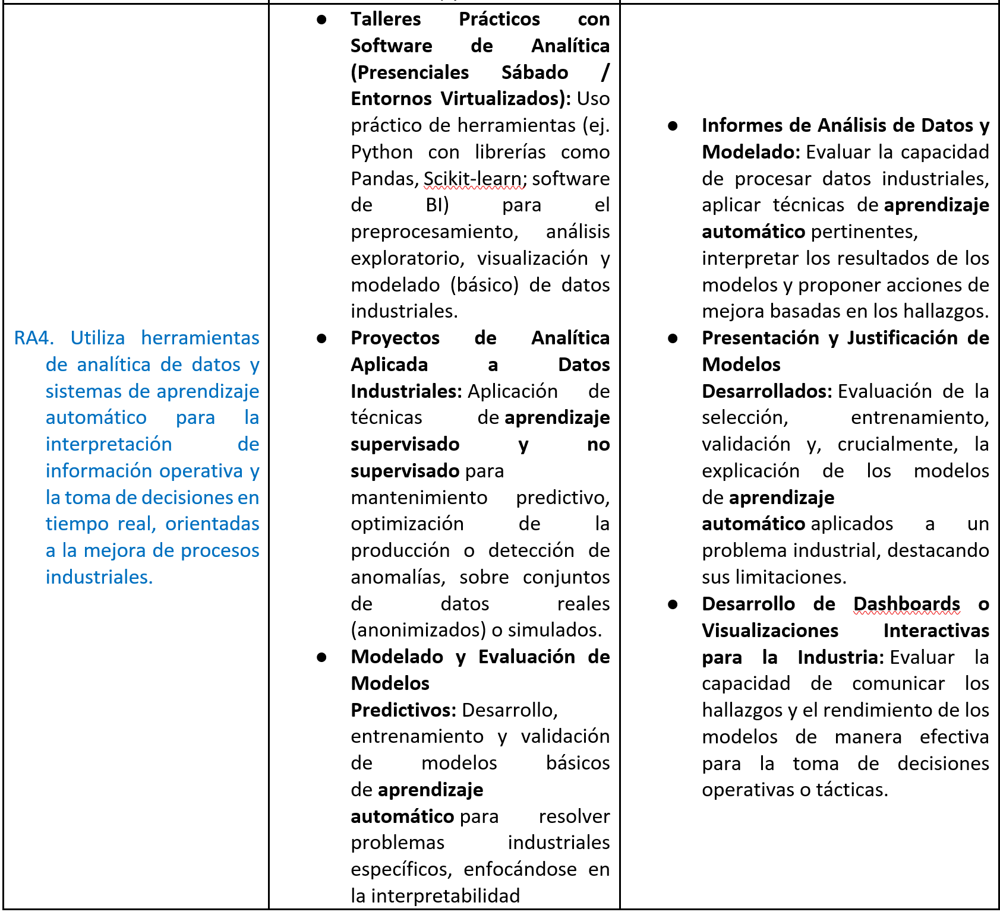 RA4. Utiliza herramientas
de analítica de datos y
sistemas de aprendizaje
automático para la
interpretación de
información operativa y
la toma de decisiones en
tiempo real, orientadas
a la mejora de procesos
industriales.
● Talleres Prácticos con
Software de Analítica
(Presenciales Sábado /
Entornos Virtualizados): Uso
práctico de herramientas (ej.
Python con librerías como
Pandas, Scikit-learn; software
de BI) para el
preprocesamiento, análisis
exploratorio, visualización y
modelado (básico) de datos
industriales.
● Proyectos de Analítica
Aplicada a Datos
Industriales: Aplicación de
técnicas de aprendizaje
supervisado y no
supervisado para
mantenimiento predictivo,
optimización de la
producción o detección de
anomalías, sobre conjuntos
de datos reales
(anonimizados) o simulados.
● Modelado y Evaluación de
Modelos
Predictivos: Desarrollo,
entrenamiento y validación
de modelos básicos
de aprendizaje
automático para resolver
problemas industriales
específicos, enfocándose en
la interpretabilidad
● Informes de Análisis de Datos y
Modelado: Evaluar la capacidad
de procesar datos industriales,
aplicar técnicas de aprendizaje
automático pertinentes,
interpretar los resultados de los
modelos y proponer acciones de
mejora basadas en los hallazgos.
● Presentación y Justificación de
Modelos
Desarrollados: Evaluación de la
selección, entrenamiento,
validación y, crucialmente, la
explicación de los modelos
de aprendizaje
automático aplicados a un
problema industrial, destacando
sus limitaciones.
● Desarrollo de Dashboards o
Visualizaciones Interactivas
para la Industria: Evaluar la
capacidad de comunicar los
hallazgos y el rendimiento de los
modelos de manera efectiva
para la toma de decisiones
operativas o tácticas.